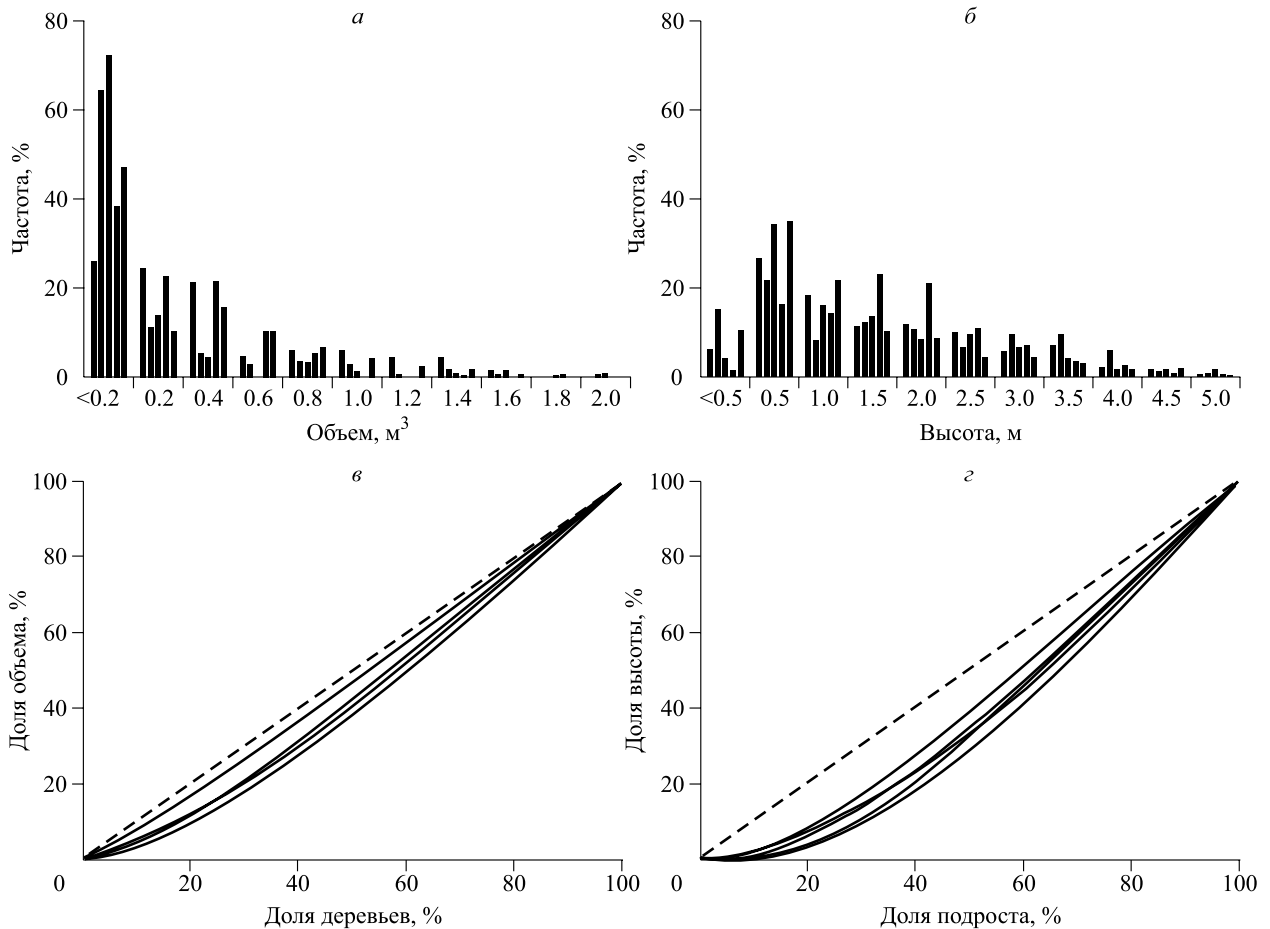 а
80
60
40
20
0
Частота, %
<0.2 0.2 0.4 0.6 0.8 1.0 1.2 1.4 1.6 1.8 2.0
Объем, м³
б
80
60
40
20
0
Частота, %
<0.5 0.5 1.0 1.5 2.0 2.5 3.0 3.5 4.0 4.5 5.0
Высота, м
в
100
80
60
40
20
Доля объема, %
0 20 40 60 80 100
Доля деревьев, %
г
100
80
60
40
20
Доля высоты, %
0 20 40 60 80 100
Доля подроста, %